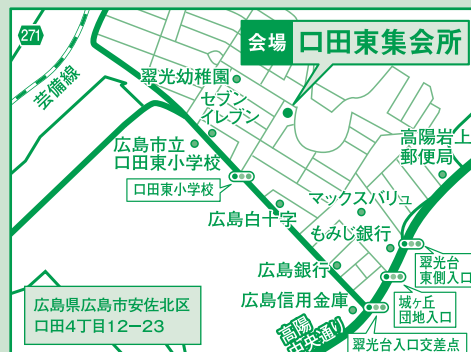 271
芸備線
会場 口田東集会所
翠光幼稚園
セブン
イレブン
広島市立
口田東小学校
口田東小学校
高陽岩上
郵便局
広島白十字
マックスバリュ
もみじ銀行
翠光台
東側入口
広島銀行
城ヶ丘
団地入口
広島信用金庫
高陽
中央通り
翠光台入口交差点
広島県広島市安佐北区
口田4丁目12−23